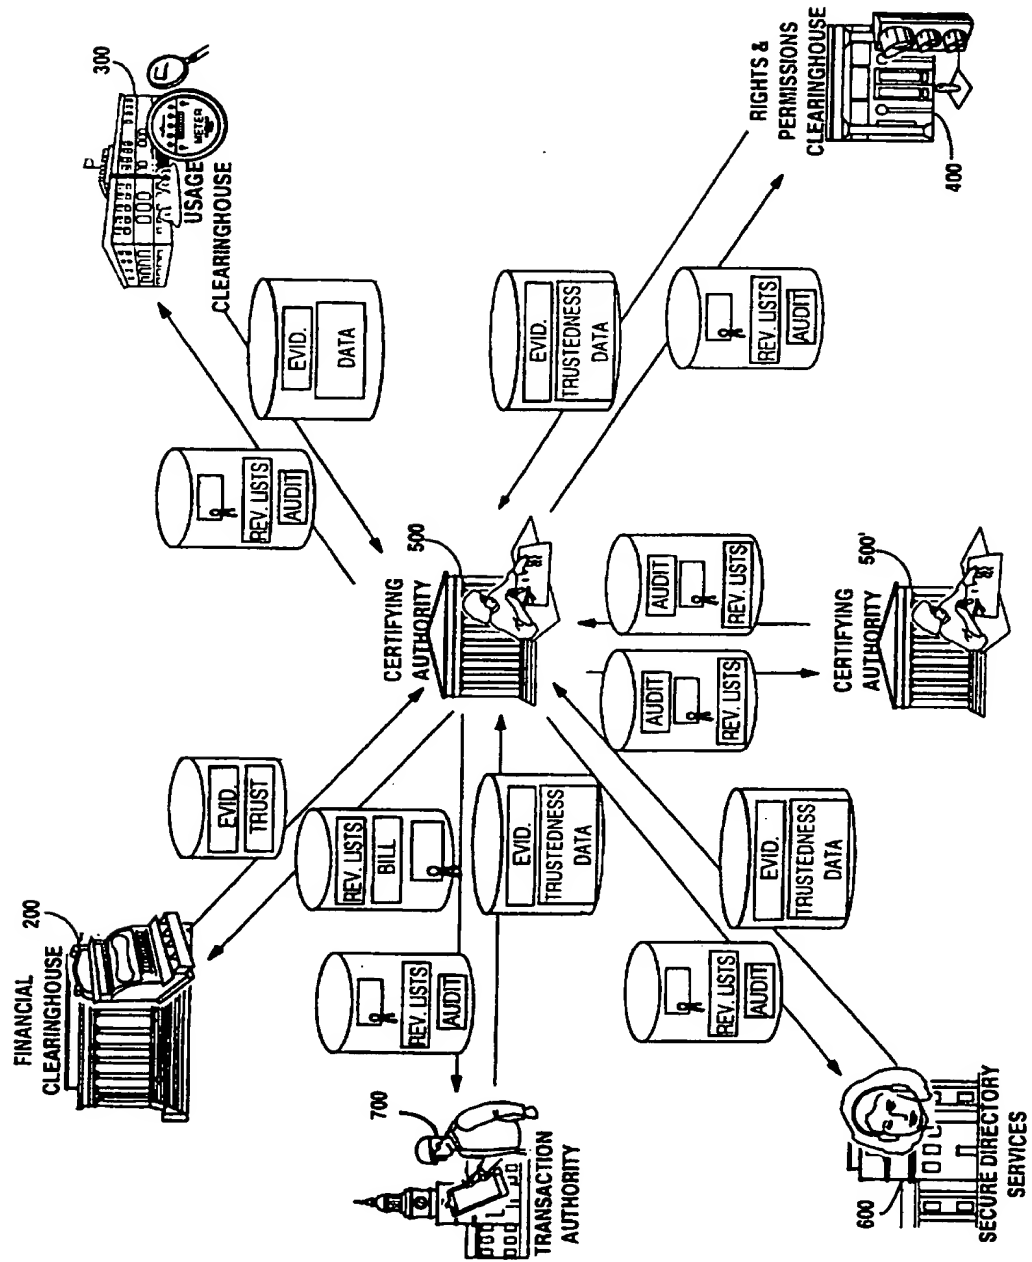 FINANCIAL
CLEARINGHOUSE
200
300
METER
USAGE
CLEARINGHOUSE
EVID.
TRUST
REV. LISTS
AUDIT
EVID.
DATA
REV. LISTS
BILL
700
TRANSACTION
AUTHORITY
REV. LISTS
AUDIT
EVID.
TRUSTEDNESS
DATA
CERTIFYING
AUTHORITY
500
EVID.
TRUSTEDNESS
DATA
REV. LISTS
AUDIT
RIGHTS &
PERMISSIONS
CLEARINGHOUSE
400
AUDIT
REV. LISTS
AUDIT
REV. LISTS
REV. LISTS
AUDIT
EVID.
TRUSTEDNESS
DATA
600
SECURE DIRECTORY
SERVICES
CERTIFYING
AUTHORITY
500'